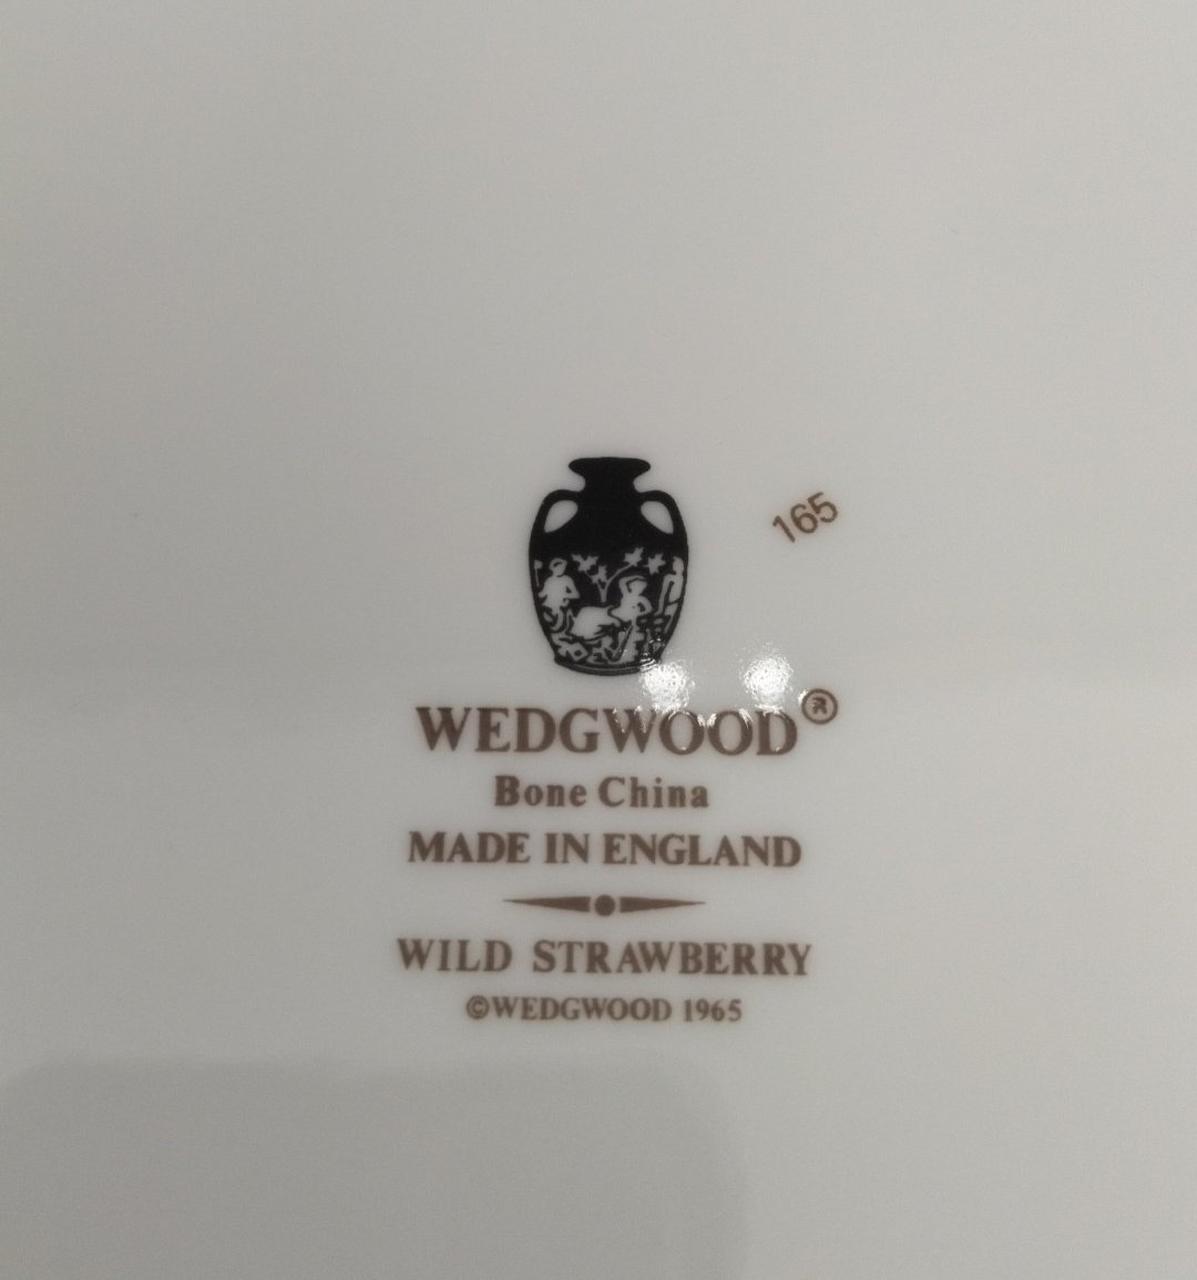 165
WEDGWOOD®
Bone China
MADE IN ENGLAND
WILD STRAWBERRY
©WEDGWOOD 1965